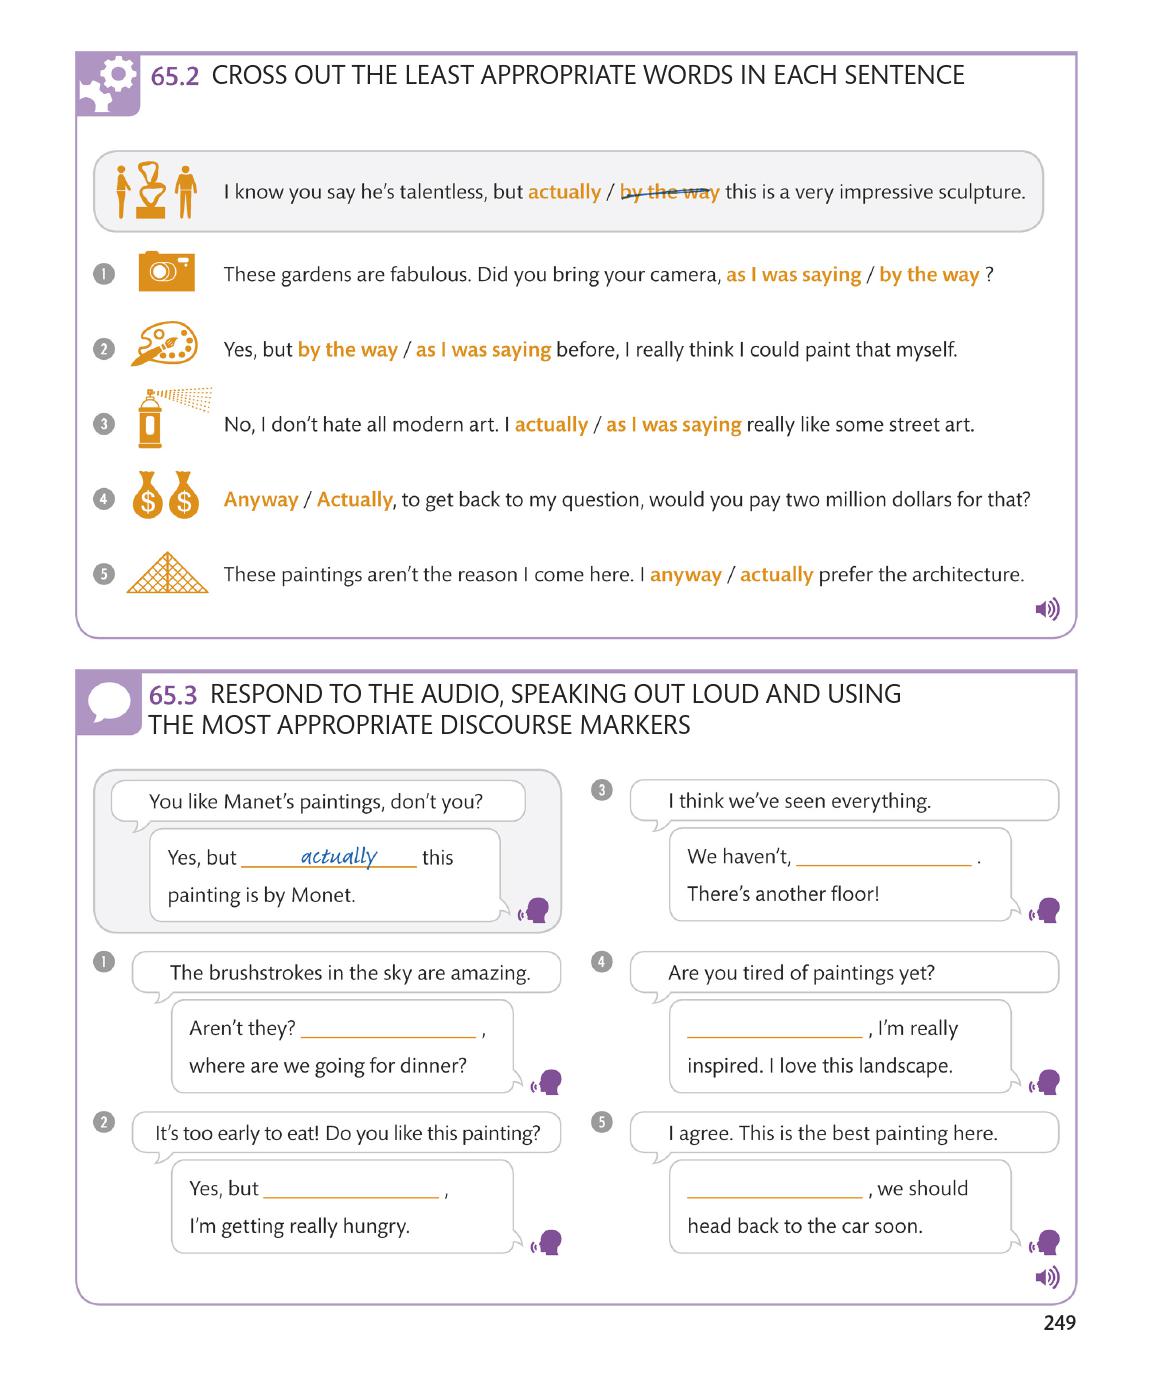 65.2 CROSS OUT THE LEAST APPROPRIATE WORDS IN EACH SENTENCE
I know you say he's talentless, but actually / by the way this is a very impressive sculpture.
1 These gardens are fabulous. Did you bring your camera, as I was saying / by the way ?
2 Yes, but by the way / as I was saying before, I really think I could paint that myself.
3 No, I don't hate all modern art. I actually / as I was saying really like some street art.
4 $ $ Anyway / Actually, to get back to my question, would you pay two million dollars for that?
5 These paintings aren't the reason I come here. I anyway / actually prefer the architecture.
65.3 RESPOND TO THE AUDIO, SPEAKING OUT LOUD AND USING
THE MOST APPROPRIATE DISCOURSE MARKERS
You like Manet's paintings, don't you?
Yes, but actually this
painting is by Monet.
1 The brushstrokes in the sky are amazing.
Aren't they? ,
where are we going for dinner?
2 It's too early to eat! Do you like this painting?
Yes, but ,
I'm getting really hungry.
3 I think we've seen everything.
We haven't, .
There's another floor!
4 Are you tired of paintings yet?
, I'm really
inspired. I love this landscape.
5 I agree. This is the best painting here.
, we should
head back to the car soon.
249